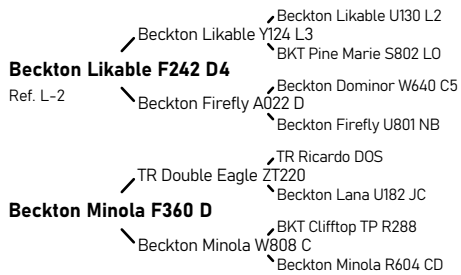 Beckton Likable U130 L2
Beckton Likable Y124 L3
BKT Pine Marie S802 LO
Beckton Likable F242 D4
Ref. L-2
Beckton Dominor W640 C5
Beckton Firefly A022 D
Beckton Firefly U801 NB
TR Ricardo DOS
TR Double Eagle ZT220
Beckton Lana U182 JC
Beckton Minola F360 D
BKT Clifftop TP R288
Beckton Minola W808 C
Beckton Minola R604 CD